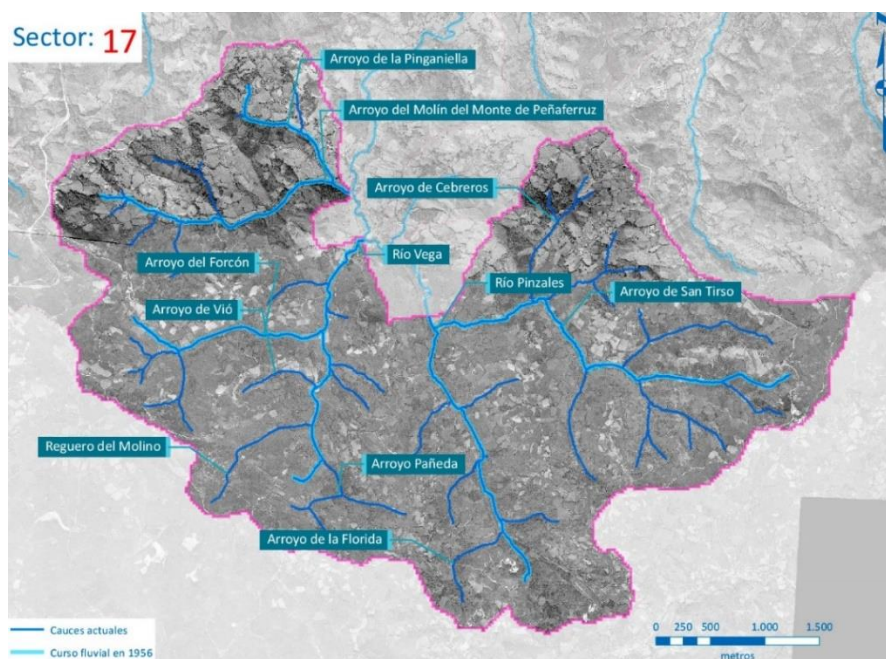 Sector: 17
Arroyo de la Pinganiella
Arroyo del Molín del Monte de Peñaferruz
Arroyo de Cebreros
Río Vega
Arroyo del Forcón
Río Pinzales
Arroyo de San Tirso
Arroyo de Vió
Reguero del Molino
Arroyo Pañeda
Arroyo de la Florida
Cauces actuales
Curso fluvial en 1956
0 250 500 1.000 1.500
metros